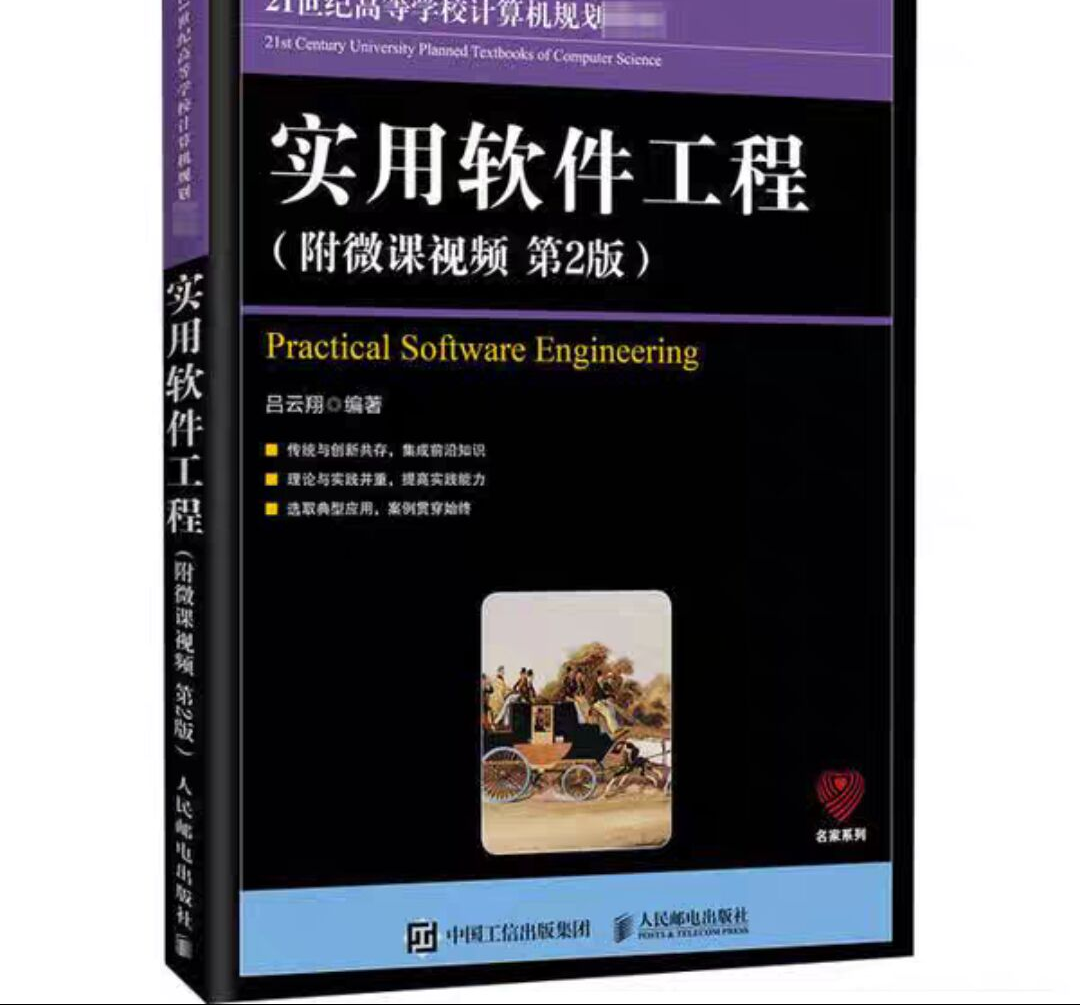 21世纪高等学校计算机规划
21st Century University Planned Textbooks of Computer Science
实用软件工程
（附微课视频 第2版）
Practical Software Engineering
吕云翔 编著
传统与创新共存，集成前沿知识
理论与实践并重，提高实践能力
选取典型应用，案例贯穿始终
名家系列
中国工信出版集团
人民邮电出版社
POSTS & TELECOM PRESS
世纪高等学校计算机规划
实用软件工程
（附微课视频 第2版）
人民邮电出版社